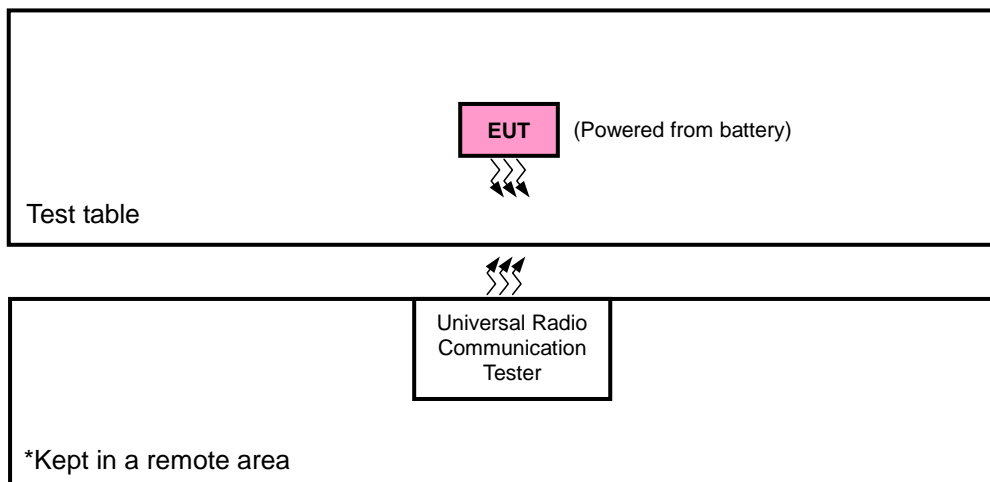 EUT
(Powered from battery)
Test table
Universal Radio
Communication
Tester
*Kept in a remote area